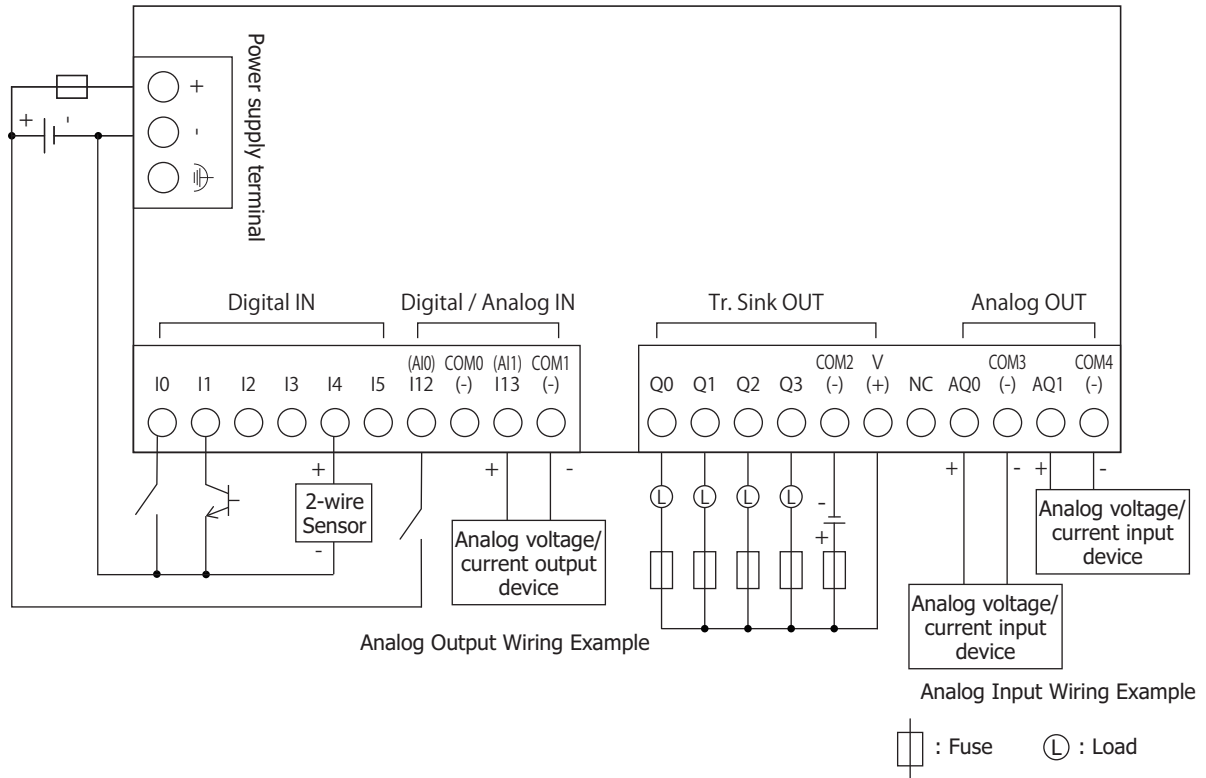 Power supply terminal
+
-
+ -
Digital IN
Digital / Analog IN
Tr. Sink OUT
Analog OUT
(AI0) COM0 (AI1) COM1
I0 I1 I2 I3 I4 I5 I12 (-) I13 (-)
COM2 V COM3 COM4
Q0 Q1 Q2 Q3 (-) (+) NC AQ0 (-) AQ1 (-)
+
2-wire
Sensor
-
+ -
Analog voltage/
current output
device
L L L L
-
+
+ - + -
Analog voltage/
current input
device
Analog voltage/
current input
device
Analog Output Wiring Example
Analog Input Wiring Example
: Fuse
L : Load